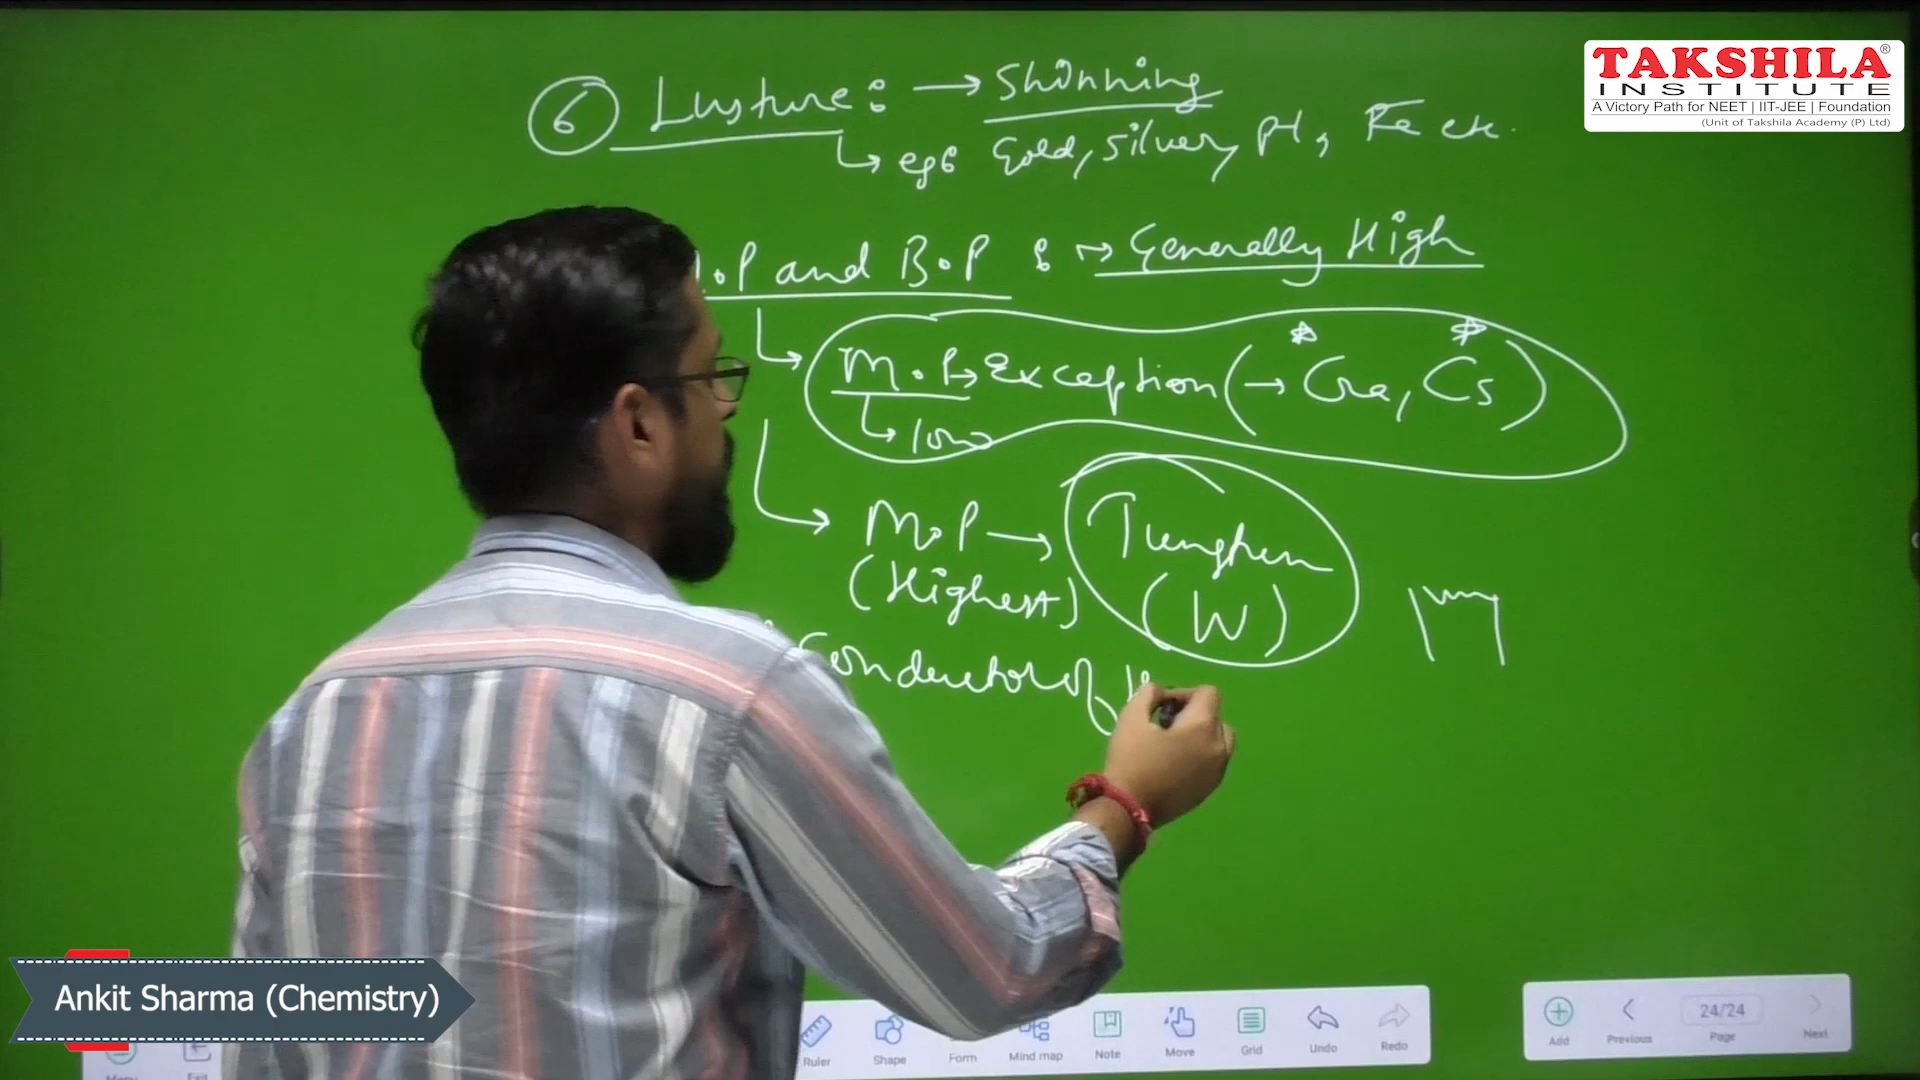 TAKSHILA®
INSTITUTE
A Victory Path for NEET | IIT-JEE | Foundation
(Unit of Takshila Academy (P) Ltd)
6 Lusture : → Shinning
↳ eg: Gold, Silver, Pt, Fe etc.
.P and B.P : → Generally High
↳ M.P → Exception (→ Ga, Cs)
↳ low
↳ M.P → Tungsten
(Highest) (W)
Conductor of
Ankit Sharma (Chemistry)
Menu Exit Ruler Shape Form Mind map Note Move Grid Undo Redo
Add Previous 24/24 Page Next